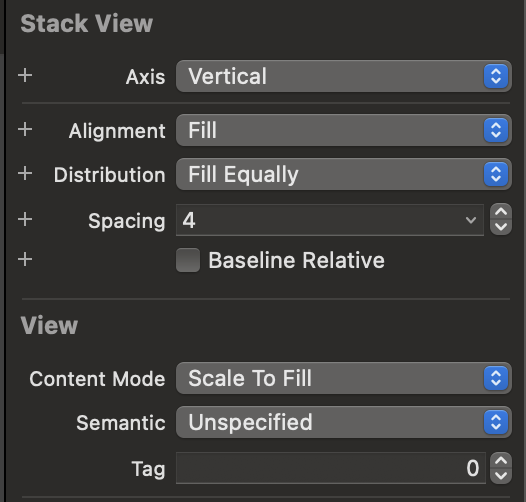 Stack View
+ Axis Vertical
+ Alignment Fill
+ Distribution Fill Equally
+ Spacing 4
+ Baseline Relative
View
Content Mode Scale To Fill
Semantic Unspecified
Tag 0